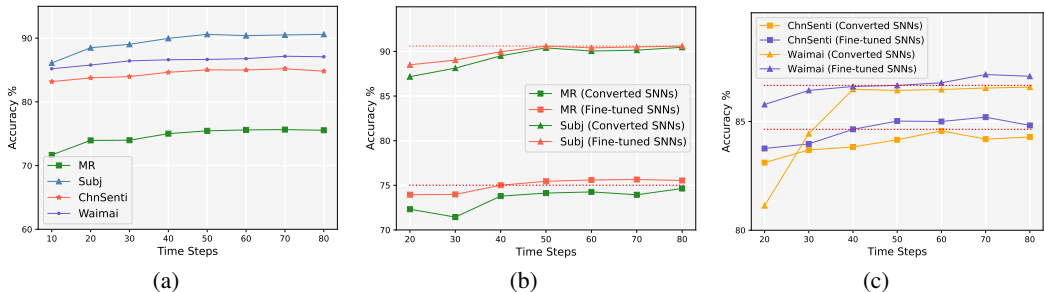 90
80
70
60
Accuracy %
10 20 30 40 50 60 70 80
Time Steps
MR
Subj
ChnSenti
Waimai
(a)
95
90
85
80
75
70
Accuracy %
20 30 40 50 60 70 80
Time Steps
MR (Converted SNNs)
MR (Fine-tuned SNNs)
Subj (Converted SNNs)
Subj (Fine-tuned SNNs)
(b)
85
80
Accuracy %
20 30 40 50 60 70 80
Time Steps
ChnSenti (Converted SNNs)
ChnSenti (Fine-tuned SNNs)
Waimai (Converted SNNs)
Waimai (Fine-tuned SNNs)
(c)